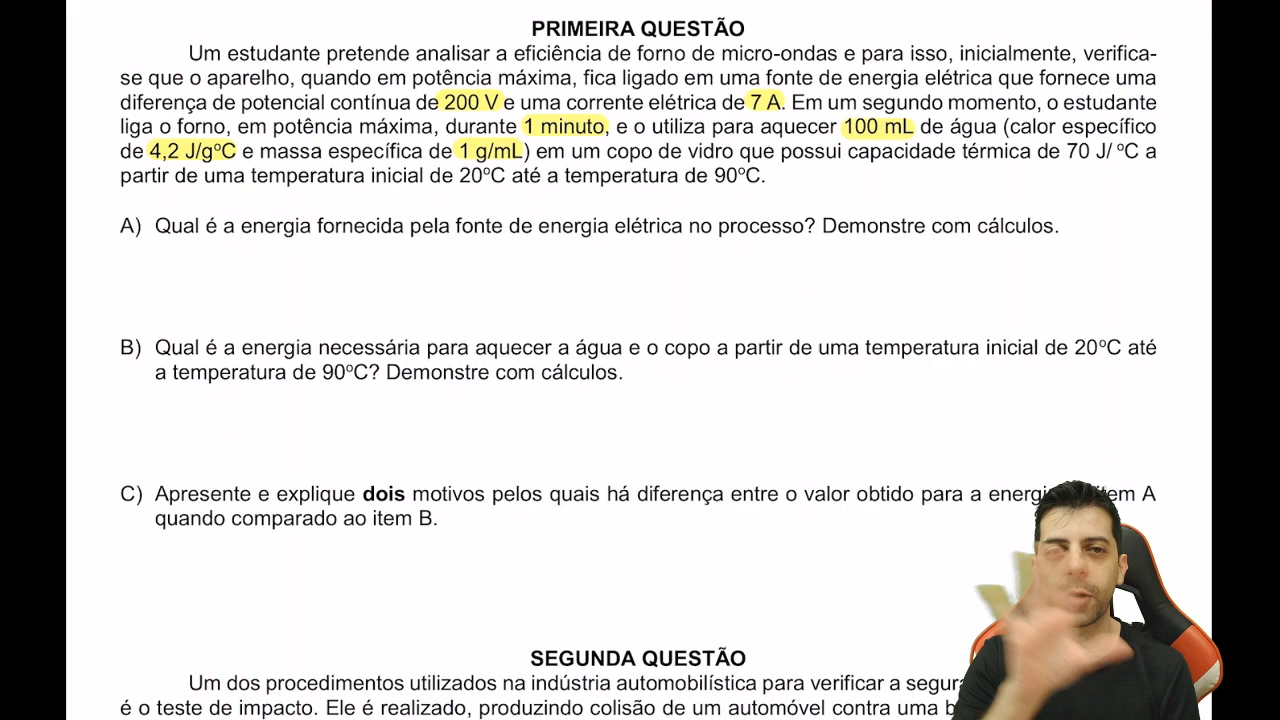 PRIMEIRA QUESTÃO
Um estudante pretende analisar a eficiência de forno de micro-ondas e para isso, inicialmente, verifica-
se que o aparelho, quando em potência máxima, fica ligado em uma fonte de energia elétrica que fornece uma
diferença de potencial contínua de 200 V e uma corrente elétrica de 7 A. Em um segundo momento, o estudante
liga o forno, em potência máxima, durante 1 minuto, e o utiliza para aquecer 100 mL de água (calor específico
de 4,2 J/gºC e massa específica de 1 g/mL) em um copo de vidro que possui capacidade térmica de 70 J/ ºC a
partir de uma temperatura inicial de 20ºC até a temperatura de 90ºC.
A) Qual é a energia fornecida pela fonte de energia elétrica no processo? Demonstre com cálculos.
B) Qual é a energia necessária para aquecer a água e o copo a partir de uma temperatura inicial de 20ºC até
a temperatura de 90ºC? Demonstre com cálculos.
C) Apresente e explique dois motivos pelos quais há diferença entre o valor obtido para a A
quando comparado ao item B.
SEGUNDA QUESTÃO
Um dos procedimentos utilizados na indústria automobilística para verificar a
é o teste de impacto. Ele é realizado, produzindo colisão de um automóvel contra uma